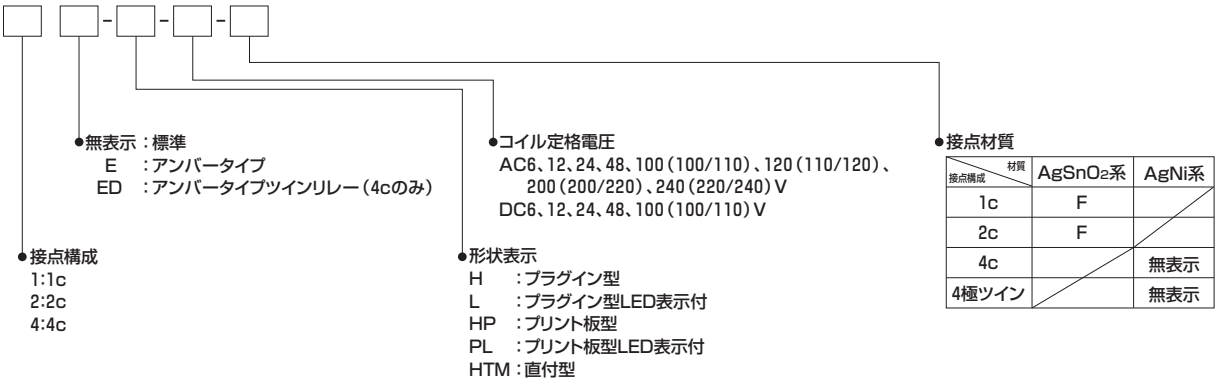 ●無表示：標準
E ：アンバータイプ
ED ：アンバータイプツインリレー（4cのみ）
●接点構成
1:1c
2:2c
4:4c
●コイル定格電圧
AC6、12、24、48、100（100/110）、120（110/120）、
200（200/220）、240（220/240）V
DC6、12、24、48、100（100/110）V
●形状表示
H ：プラグイン型
L ：プラグイン型LED表示付
HP ：プリント板型
PL ：プリント板型LED表示付
HTM：直付型
●接点材質
接点構成 材質 AgSnO₂系 AgNi系
1c F
2c F
4c 無表示
4極ツイン 無表示